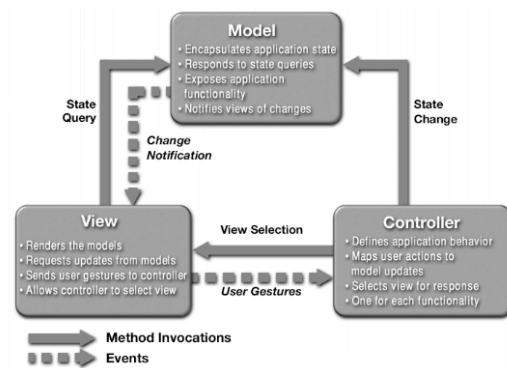 Model
• Encapsulates application state
• Responds to state queries
• Exposes application
functionality
• Notifies views of changes
State
Query
Change
Notification
State
Change
View
• Renders the models
• Requests updates from models
• Sends user gestures to controller
• Allows controller to select view
View Selection
User Gestures
Controller
• Defines application behavior
• Maps user actions to
model updates
• Selects view for response
• One for each functionality
Method Invocations
Events